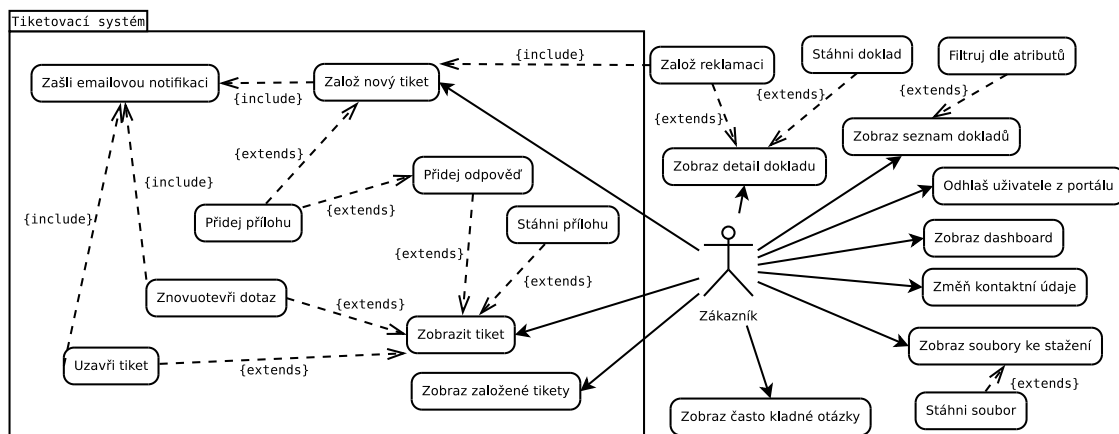 Tiketovací systém
{include}
Založ reklamaci
Stáhni doklad
Filtruj dle atributů
Zašli emailovou notifikaci
Založ nový tiket
{include}
{extends}
{extends}
{extends}
Zobraz seznam dokladů
{extends}
Zobraz detail dokladu
Přidej odpověď
{include}
Odhlaš uživatele z portálu
{include}
Přidej přílohu
{extends}
Stáhni přílohu
Zobraz dashboard
{extends}
{extends}
Znovuotevři dotaz
{extends}
Změň kontaktní údaje
Zákazník
Zobrazit tiket
Zobraz soubory ke stažení
Uzavři tiket
{extends}
Zobraz založené tikety
{extends}
Zobraz často kladné otázky
Stáhni soubor